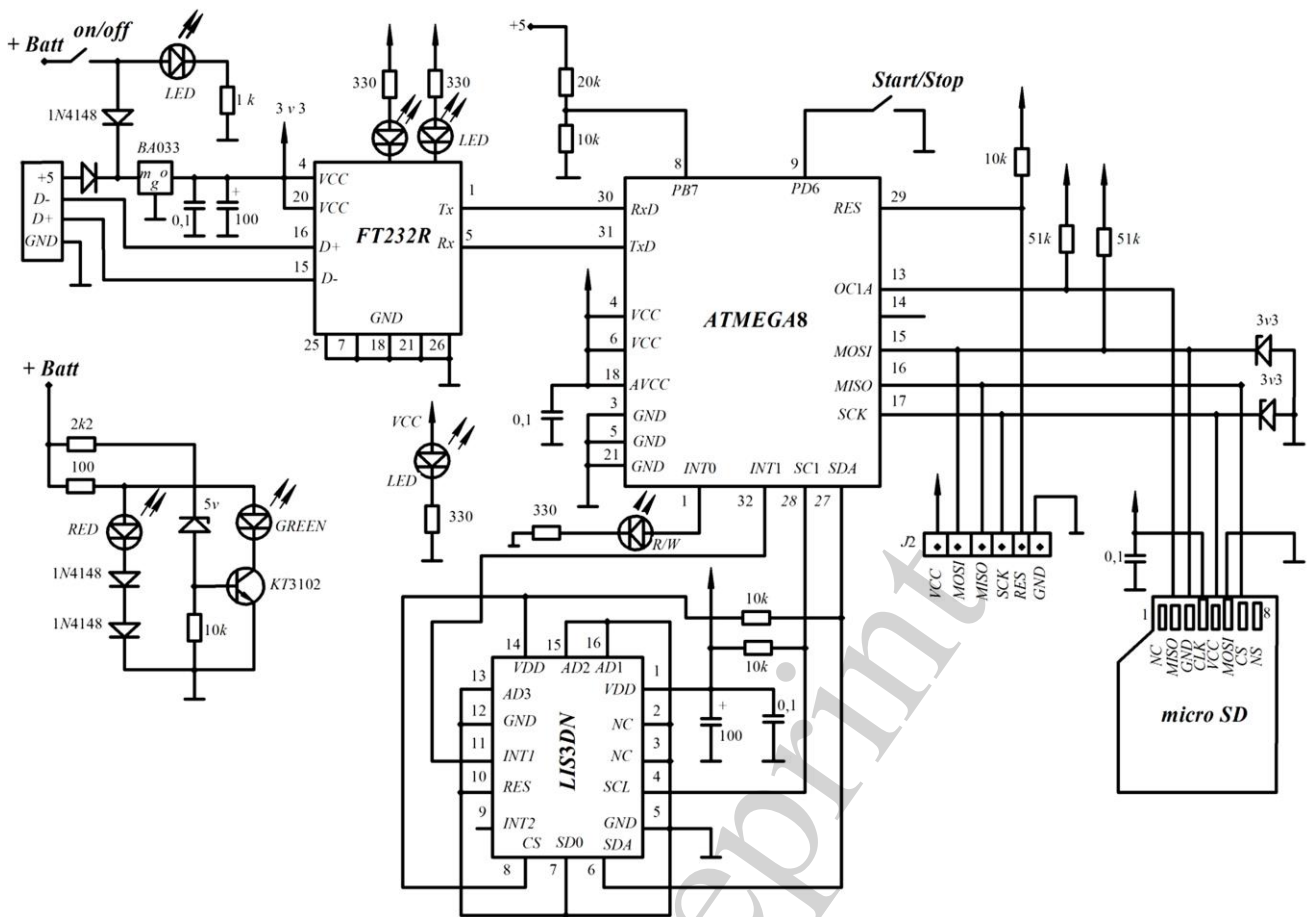 + Batt
on/off
LED
1 k
1N4148
BA033
m g o
+5
D-
D+
GND
0,1
+
100
3 v 3
330
330
LED
4
VCC
20
VCC
16
D+
15
D-
Tx
1
Rx
5
FT232R
GND
25
7
18
21
26
+5
20k
10k
Start/Stop
8
PB7
9
PD6
30
RxD
31
TxD
4
VCC
6
VCC
18
AVCC
3
GND
5
GND
21
GND
0,1
ATMEGA8
RES
29
OC1A
13
14
MOSI
15
MISO
16
SCK
17
INT0
INT1
SC1
SDA
1
32
28
27
10k
51k
51k
3v3
3v3
+ Batt
2k2
100
5v
RED
GREEN
1N4148
1N4148
KT3102
10k
VCC
LED
330
330
R/W
J2
VCC
MOSI
MISO
SCK
RES
GND
0,1
1
8
NC
MISO
GND
CLK
VCC
MOSI
CS
NS
micro SD
10k
10k
+
100
0,1
14
VDD
15
AD2
16
AD1
13
AD3
12
GND
11
INT1
10
RES
9
INT2
LIS3DN
1
VDD
2
NC
3
NC
4
SCL
5
GND
CS
8
SD0
7
SDA
6
eprint